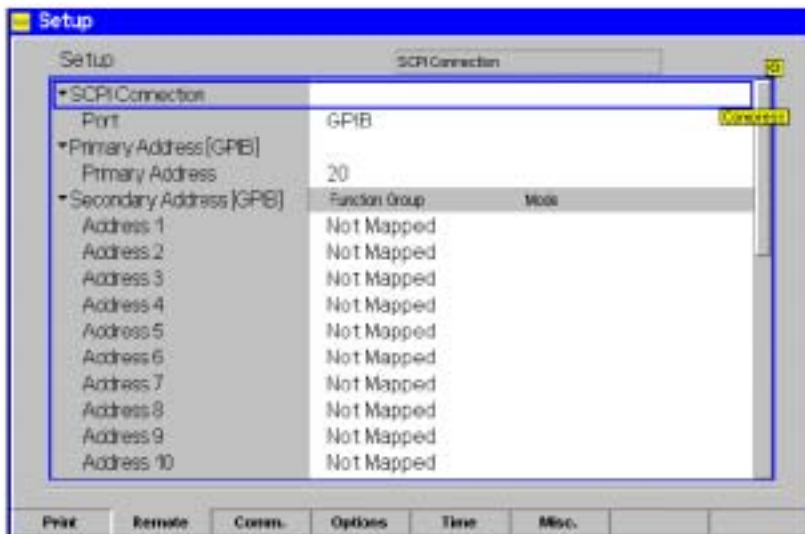 Setup
Setup SCPI Connection
SCPI Connection
Compress
Port GPIB
Primary Address [GPIB]
Primary Address 20
Secondary Address [GPIB] Function Group Mode
Address 1 Not Mapped
Address 2 Not Mapped
Address 3 Not Mapped
Address 4 Not Mapped
Address 5 Not Mapped
Address 6 Not Mapped
Address 7 Not Mapped
Address 8 Not Mapped
Address 9 Not Mapped
Address 10 Not Mapped
Print Remote Comm. Options Time Misc.